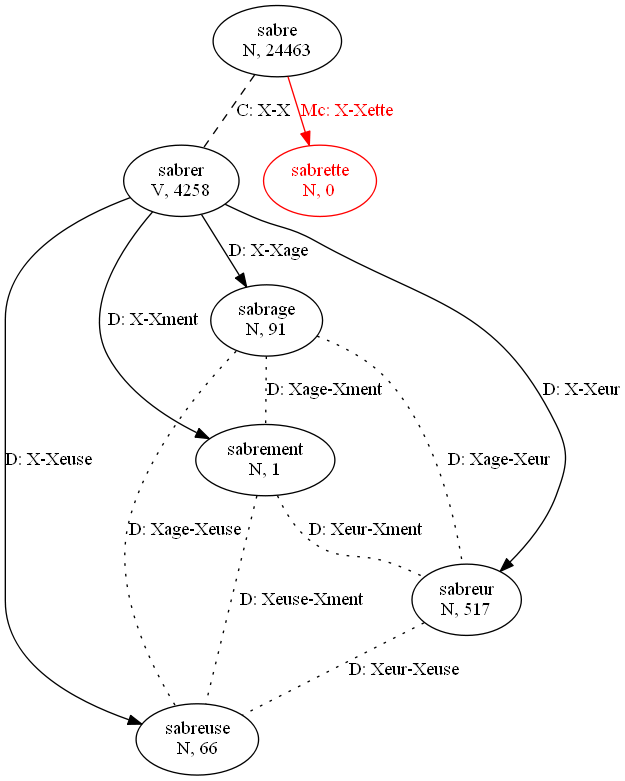 sabre
N, 24463
C: X-X
Mc: X-Xette
sabrer
V, 4258
sabrette
N, 0
D: X-Xage
sabrage
N, 91
D: X-Xment
D: Xage-Xment
D: X-Xeur
sabrement
N, 1
D: X-Xeuse
D: Xage-Xeur
D: Xage-Xeuse
D: Xeur-Xment
D: Xeuse-Xment
sabreur
N, 517
D: Xeur-Xeuse
sabreuse
N, 66